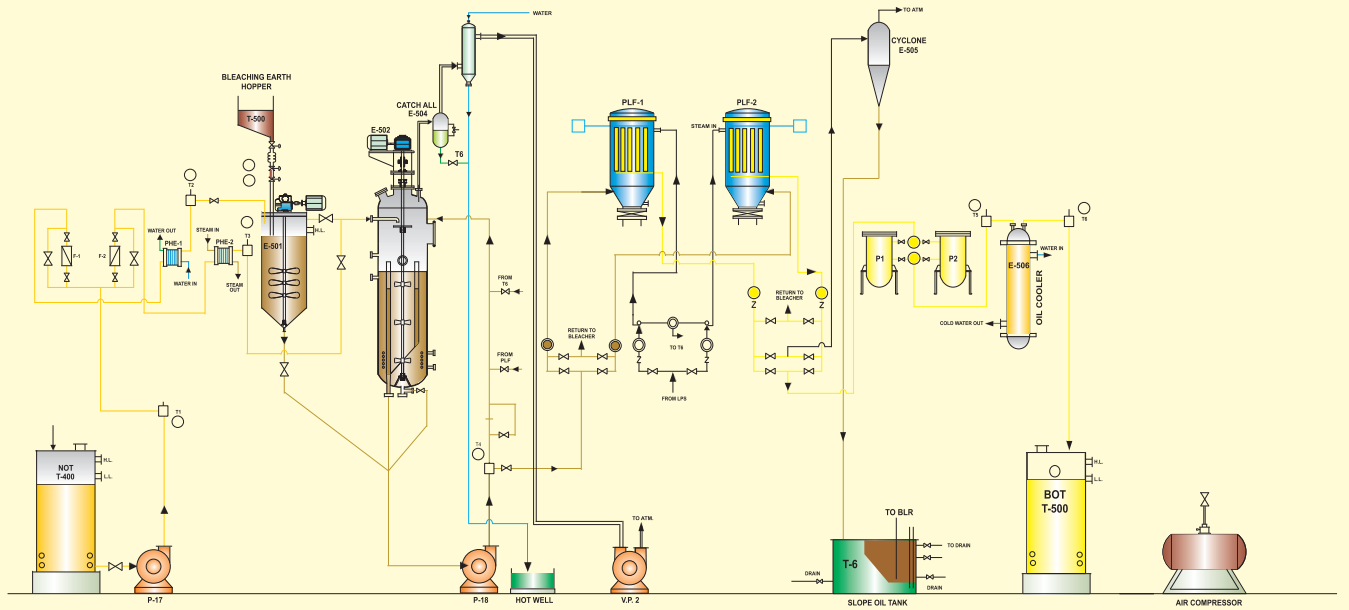 WATER
TO ATM
CYCLONE
E-505
BLEACHING EARTH
HOPPER
T-500
CATCH ALL
E-504
E-502
T6
PLF-1
PLF-2
STEAM IN
T2
T3
WATER OUT
STEAM IN
PHE-1
PHE-2
F-1
F-2
E-501
H.L.
WATER IN
STEAM
OUT
T5
T6
WATER IN
P1
P2
E-506
OIL COOLER
COLD WATER OUT
FROM
T6
Z
Z
RETURN TO
BLEACHER
RETURN TO
BLEACHER
TO T6
Z
Z
FROM
PLF
FROM LPS
T1
T4
NOT
T-400
H.L.
L.L.
H.L.
L.L.
BOT
T-500
TO BLR
TO ATM.
T-6
TO DRAIN
DRAIN
DRAIN
P-17
P-18
HOT WELL
V.P. 2
SLOPE OIL TANK
AIR COMPRESSOR